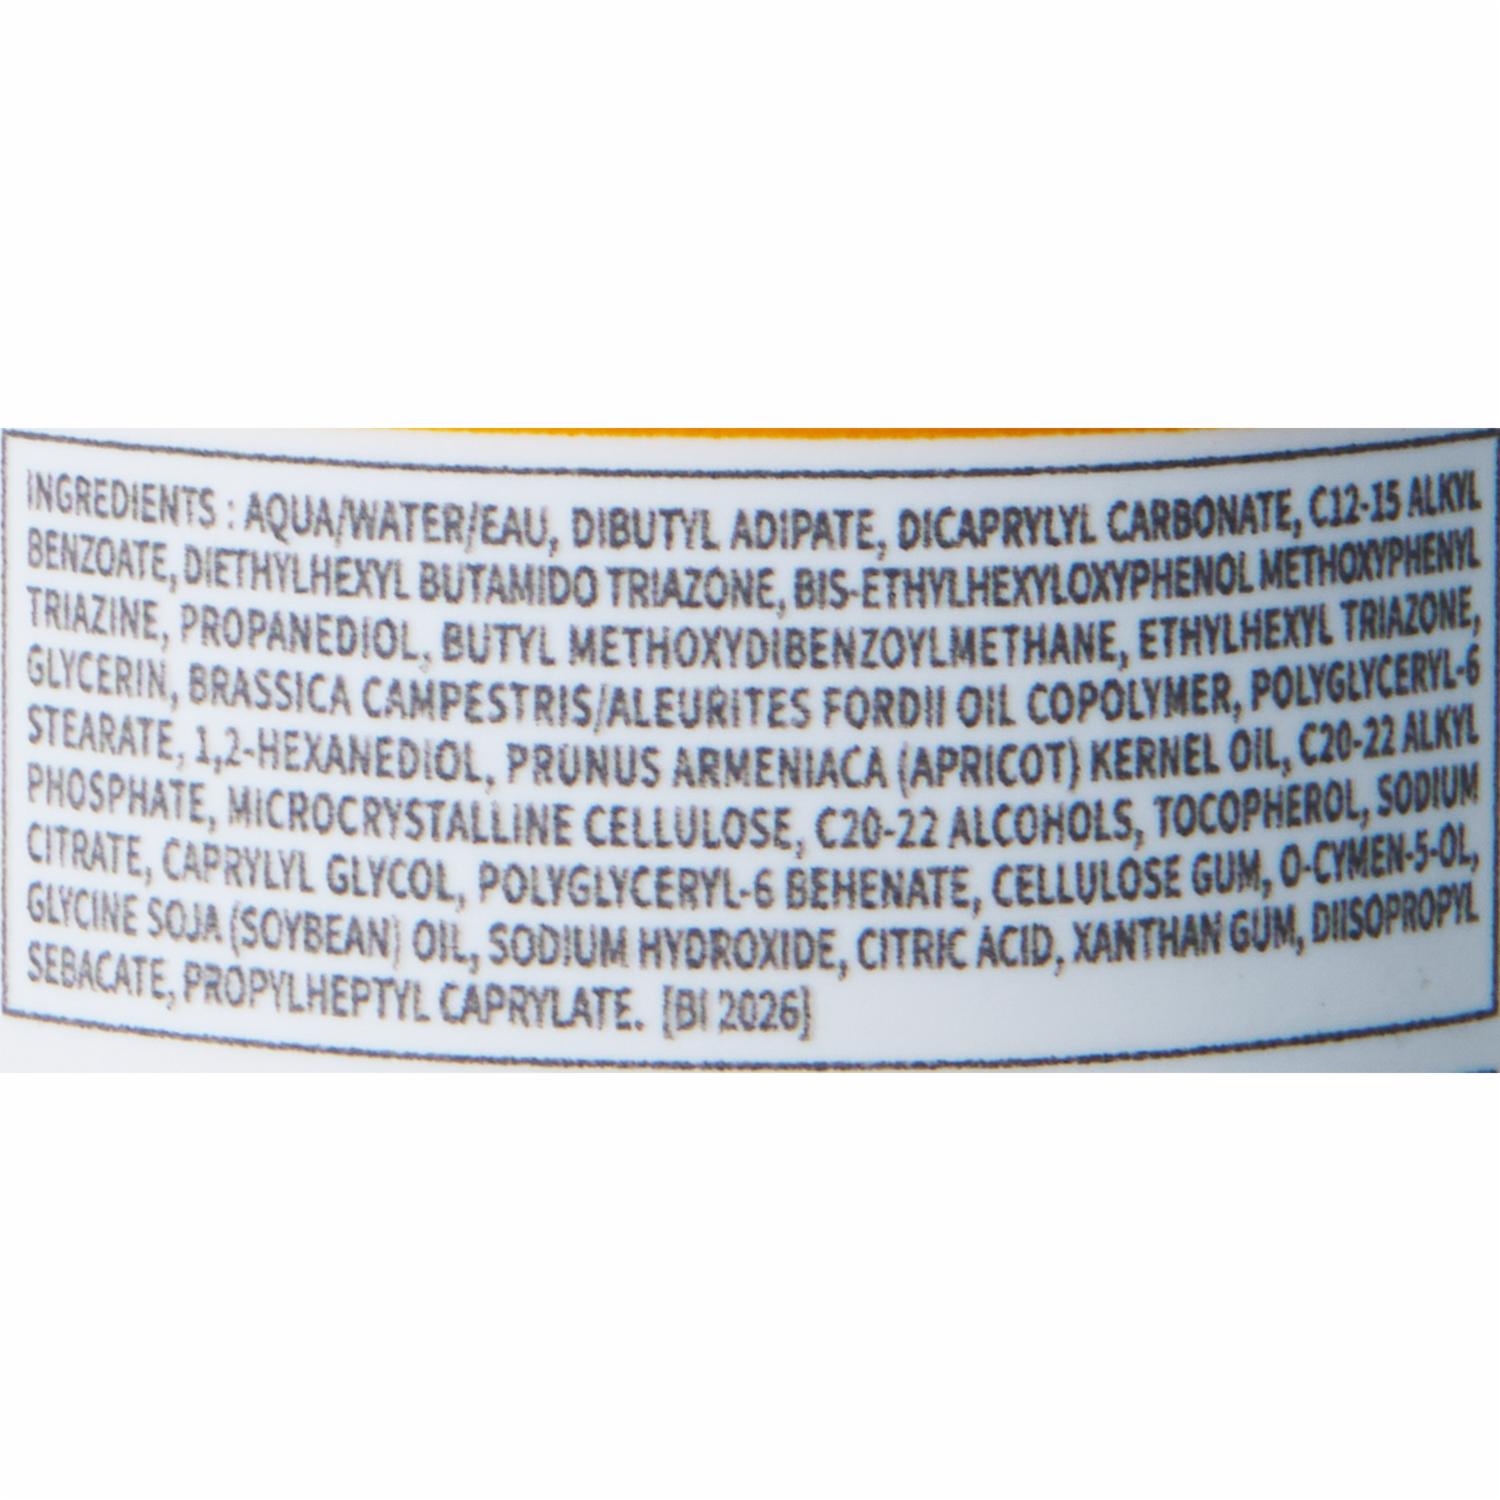 INGREDIENTS : AQUA/WATER/EAU, DIBUTYL ADIPATE, DICAPRYLYL CARBONATE, C12-15 ALKYL
BENZOATE, DIETHYLHEXYL BUTAMIDO TRIAZONE, BIS-ETHYLHEXYLOXYPHENOL METHOXYPHENYL
TRIAZINE, PROPANEDIOL, BUTYL METHOXYDIBENZOYLMETHANE, ETHYLHEXYL TRIAZONE,
GLYCERIN, BRASSICA CAMPESTRIS/ALEURITES FORDII OIL COPOLYMER, POLYGLYCERYL-6
STEARATE, 1,2-HEXANEDIOL, PRUNUS ARMENIACA (APRICOT) KERNEL OIL, C20-22 ALKYL
PHOSPHATE, MICROCRYSTALLINE CELLULOSE, C20-22 ALCOHOLS, TOCOPHEROL, SODIUM
CITRATE, CAPRYLYL GLYCOL, POLYGLYCERYL-6 BEHENATE, CELLULOSE GUM, O-CYMEN-5-OL,
GLYCINE SOJA (SOYBEAN) OIL, SODIUM HYDROXIDE, CITRIC ACID, XANTHAN GUM, DIISOPROPYL
SEBACATE, PROPYLHEPTYL CAPRYLATE. [BI 2026]